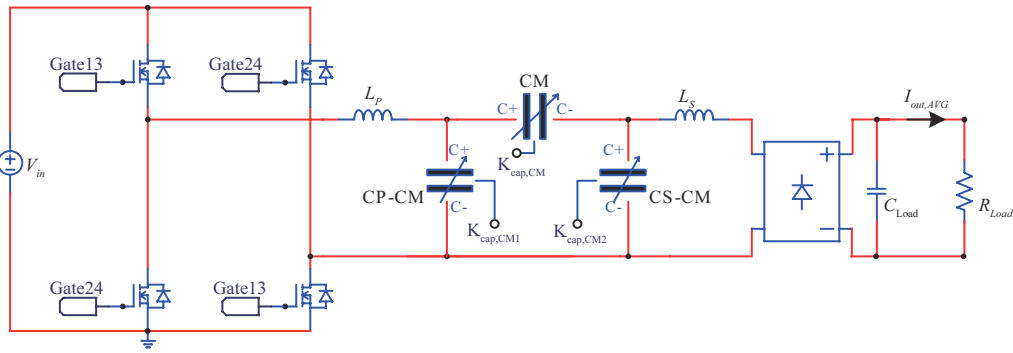 Gate13
Gate24
V_in
L_P
CM
C+
C-
K_cap,CM
L_S
I_out,AVG
C+
CP-CM
C-
K_cap,CM1
C+
CS-CM
C-
K_cap,CM2
+
−
C_Load
R_Load
Gate24
Gate13